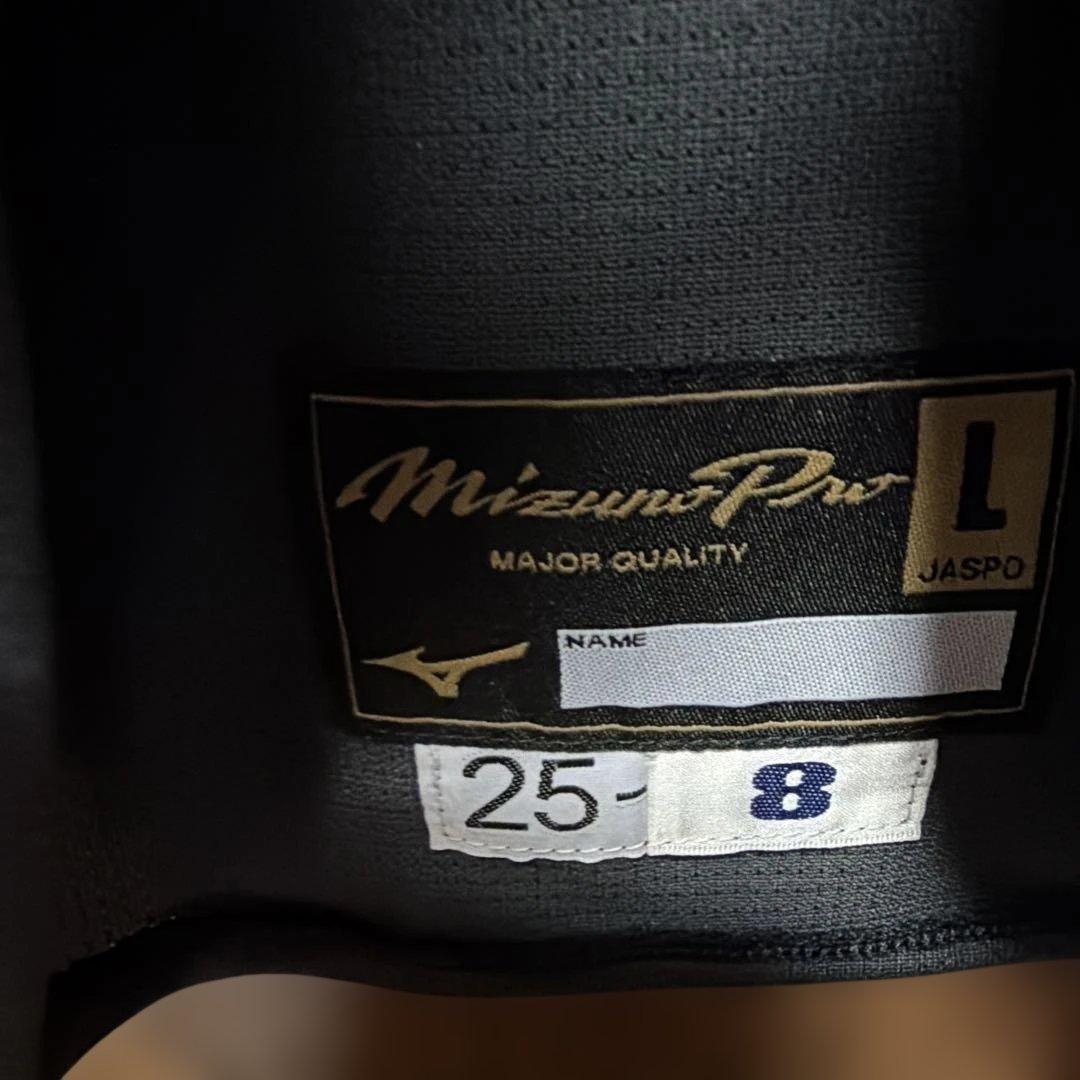 Mizuno Pro
L
MAJOR QUALITY
JASPO
NAME
25-8